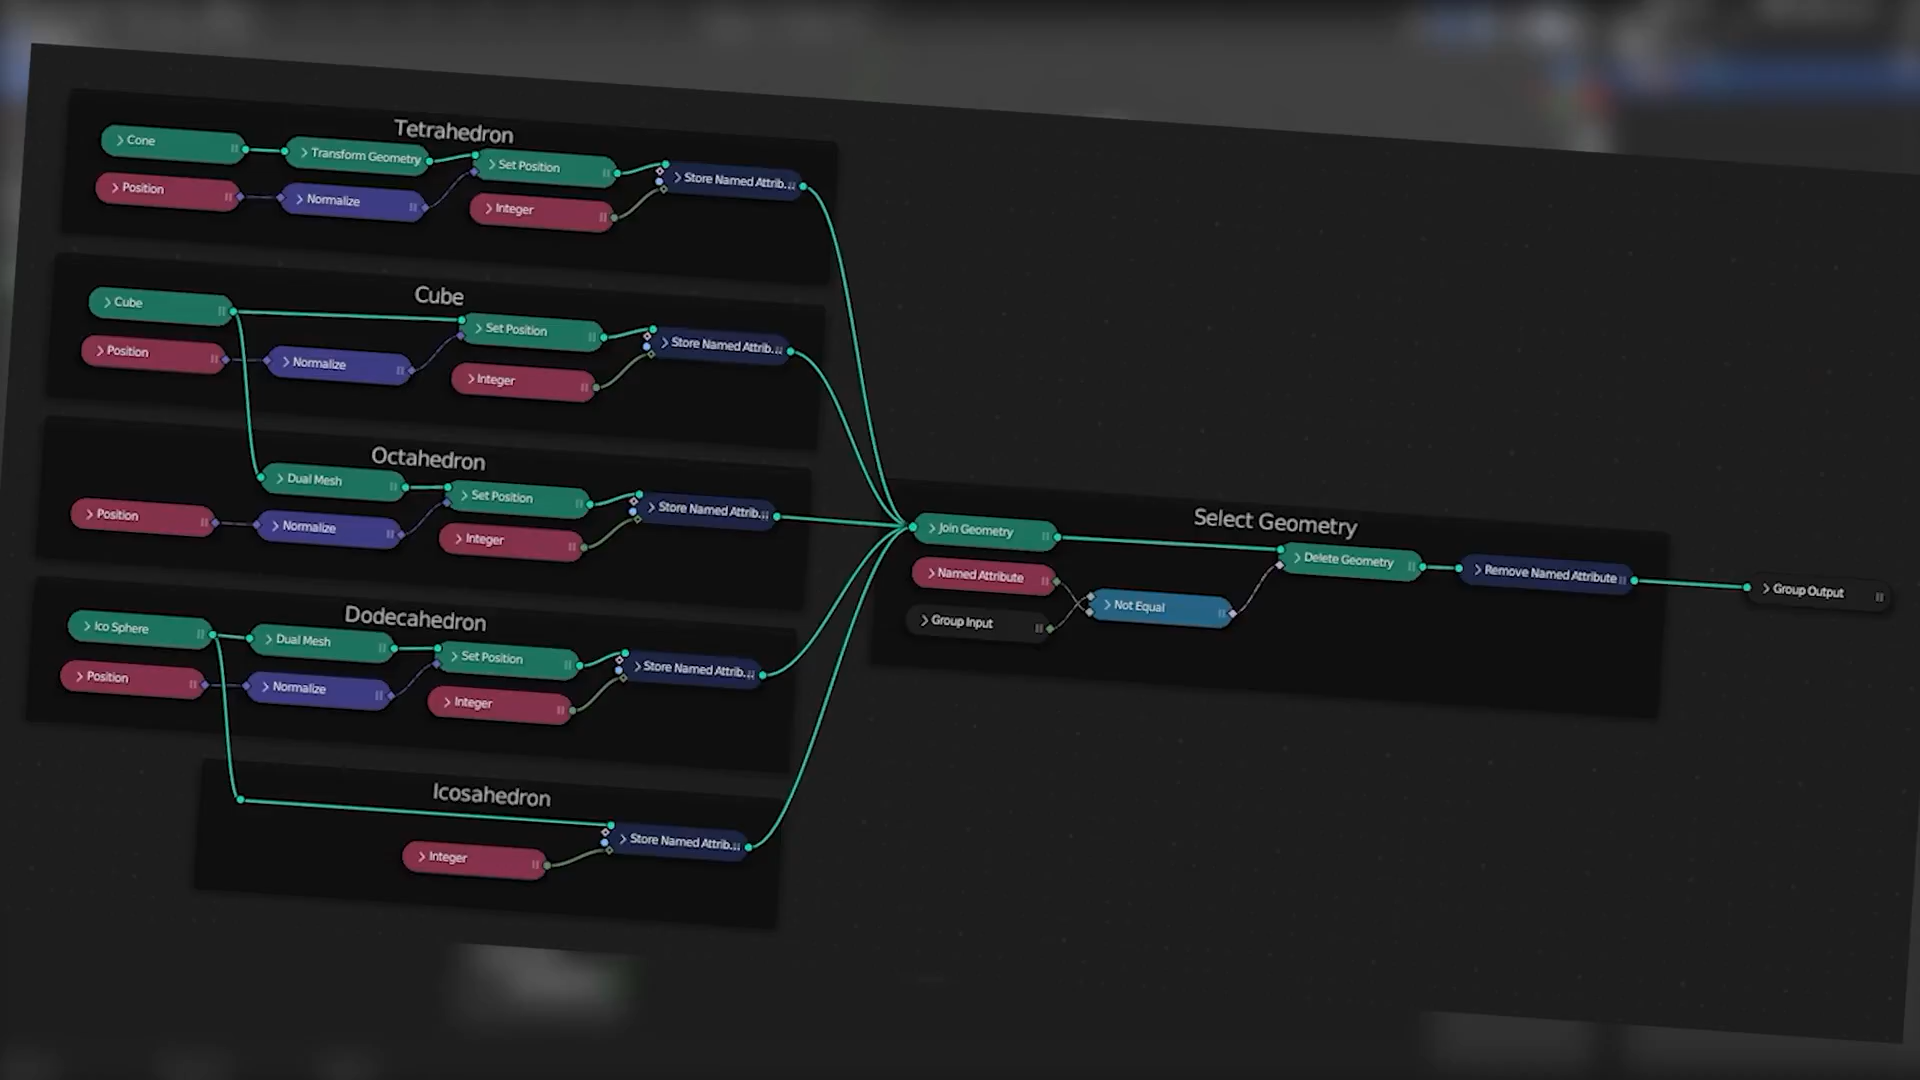 Tetrahedron
Cone
Transform Geometry
Set Position
Store Named Attrib..
Position
Normalize
Integer
Cube
Cube
Set Position
Store Named Attrib..
Position
Normalize
Integer
Octahedron
Dual Mesh
Set Position
Store Named Attrib..
Position
Normalize
Integer
Dodecahedron
Ico Sphere
Dual Mesh
Set Position
Store Named Attrib..
Position
Normalize
Integer
Icosahedron
Store Named Attrib..
Integer
Select Geometry
Join Geometry
Delete Geometry
Remove Named Attribute
Group Output
Named Attribute
Not Equal
Group Input